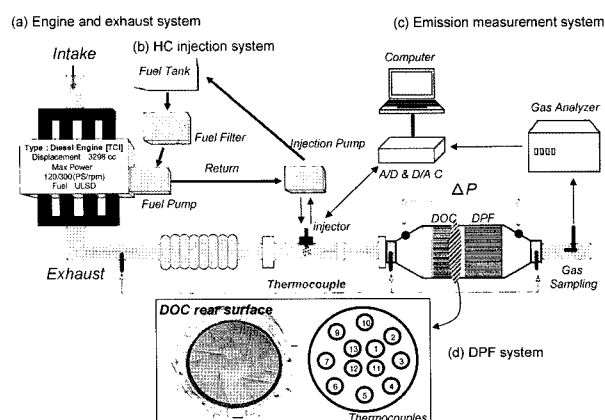 (a) Engine and exhaust system
(c) Emission measurement system
(b) HC injection system
Intake
Computer
Fuel Tank
Gas Analyzer
Fuel Filter
Injection Pump
Type : Diesel Engine [TCI]
Displacement 3298 cc
Max Power
120/300(PS/rpm)
Fuel ULSD
Return
Fuel Pump
A/D & D/A C
ΔP
injector
DOC
DPF
Exhaust
Thermocouple
Gas
Sampling
DOC rear surface
(d) DPF system
10
9
2
13
1
7
3
12
11
6
4
5
Thermocouples